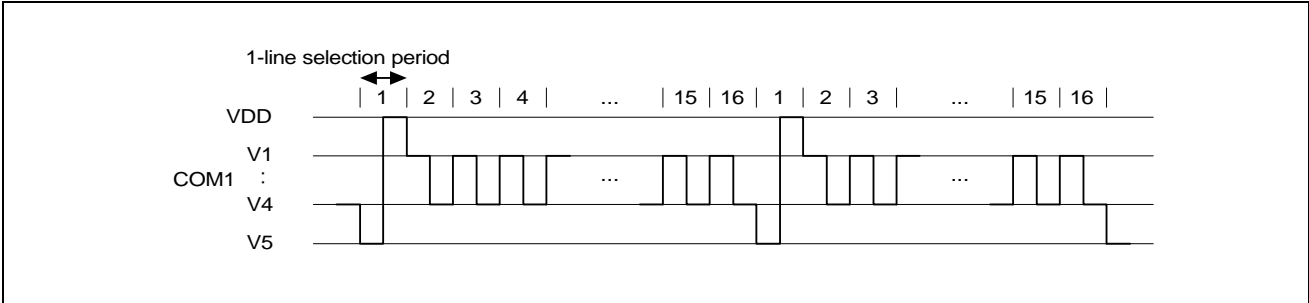 1-line selection period
| 1 | 2 | 3 | 4 | ... | 15 | 16 | 1 | 2 | 3 | ... | 15 | 16 |
VDD
V1
COM1 : ... ...
V4
V5